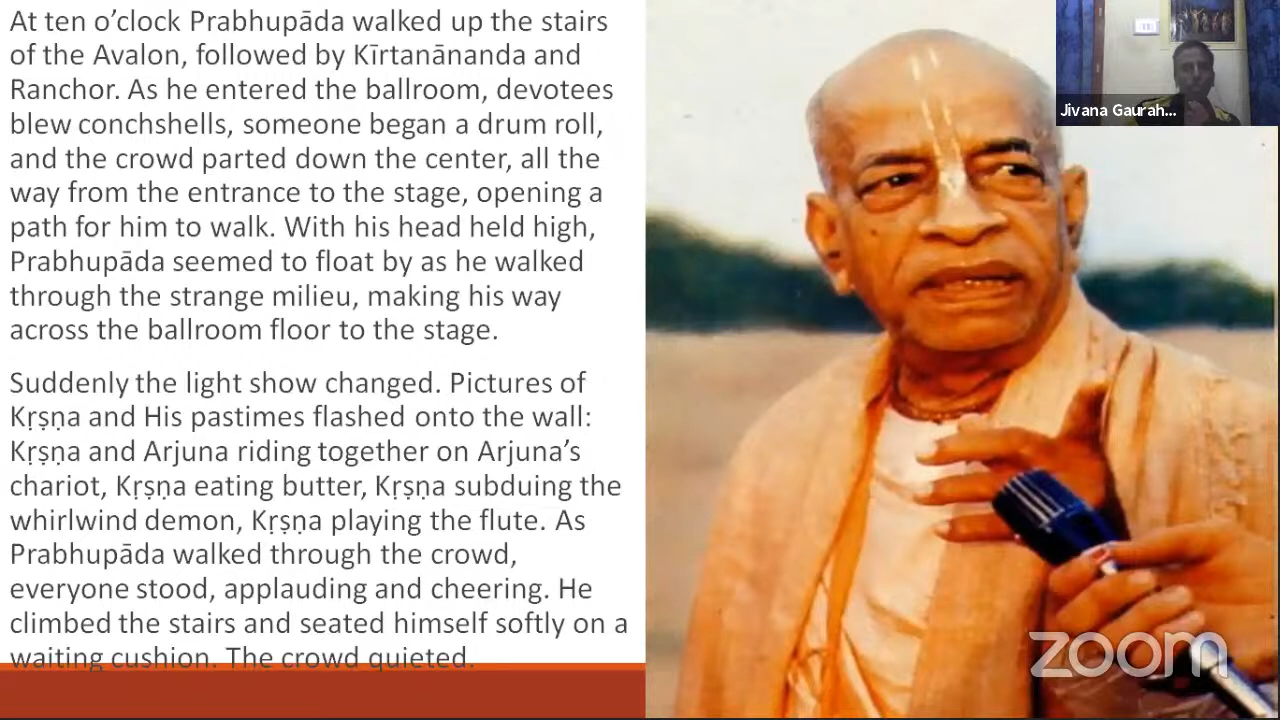 At ten o’clock Prabhupāda walked up the stairs
of the Avalon, followed by Kīrtanānanda and
Ranchor. As he entered the ballroom, devotees
blew conchshells, someone began a drum roll,
and the crowd parted down the center, all the
way from the entrance to the stage, opening a
path for him to walk. With his head held high,
Prabhupāda seemed to float by as he walked
through the strange milieu, making his way
across the ballroom floor to the stage.
Suddenly the light show changed. Pictures of
Kṛṣṇa and His pastimes flashed onto the wall:
Kṛṣṇa and Arjuna riding together on Arjuna’s
chariot, Kṛṣṇa eating butter, Kṛṣṇa subduing the
whirlwind demon, Kṛṣṇa playing the flute. As
Prabhupāda walked through the crowd,
everyone stood, applauding and cheering. He
climbed the stairs and seated himself softly on a
waiting cushion. The crowd quieted.
Jivana Gaurah...
zoom